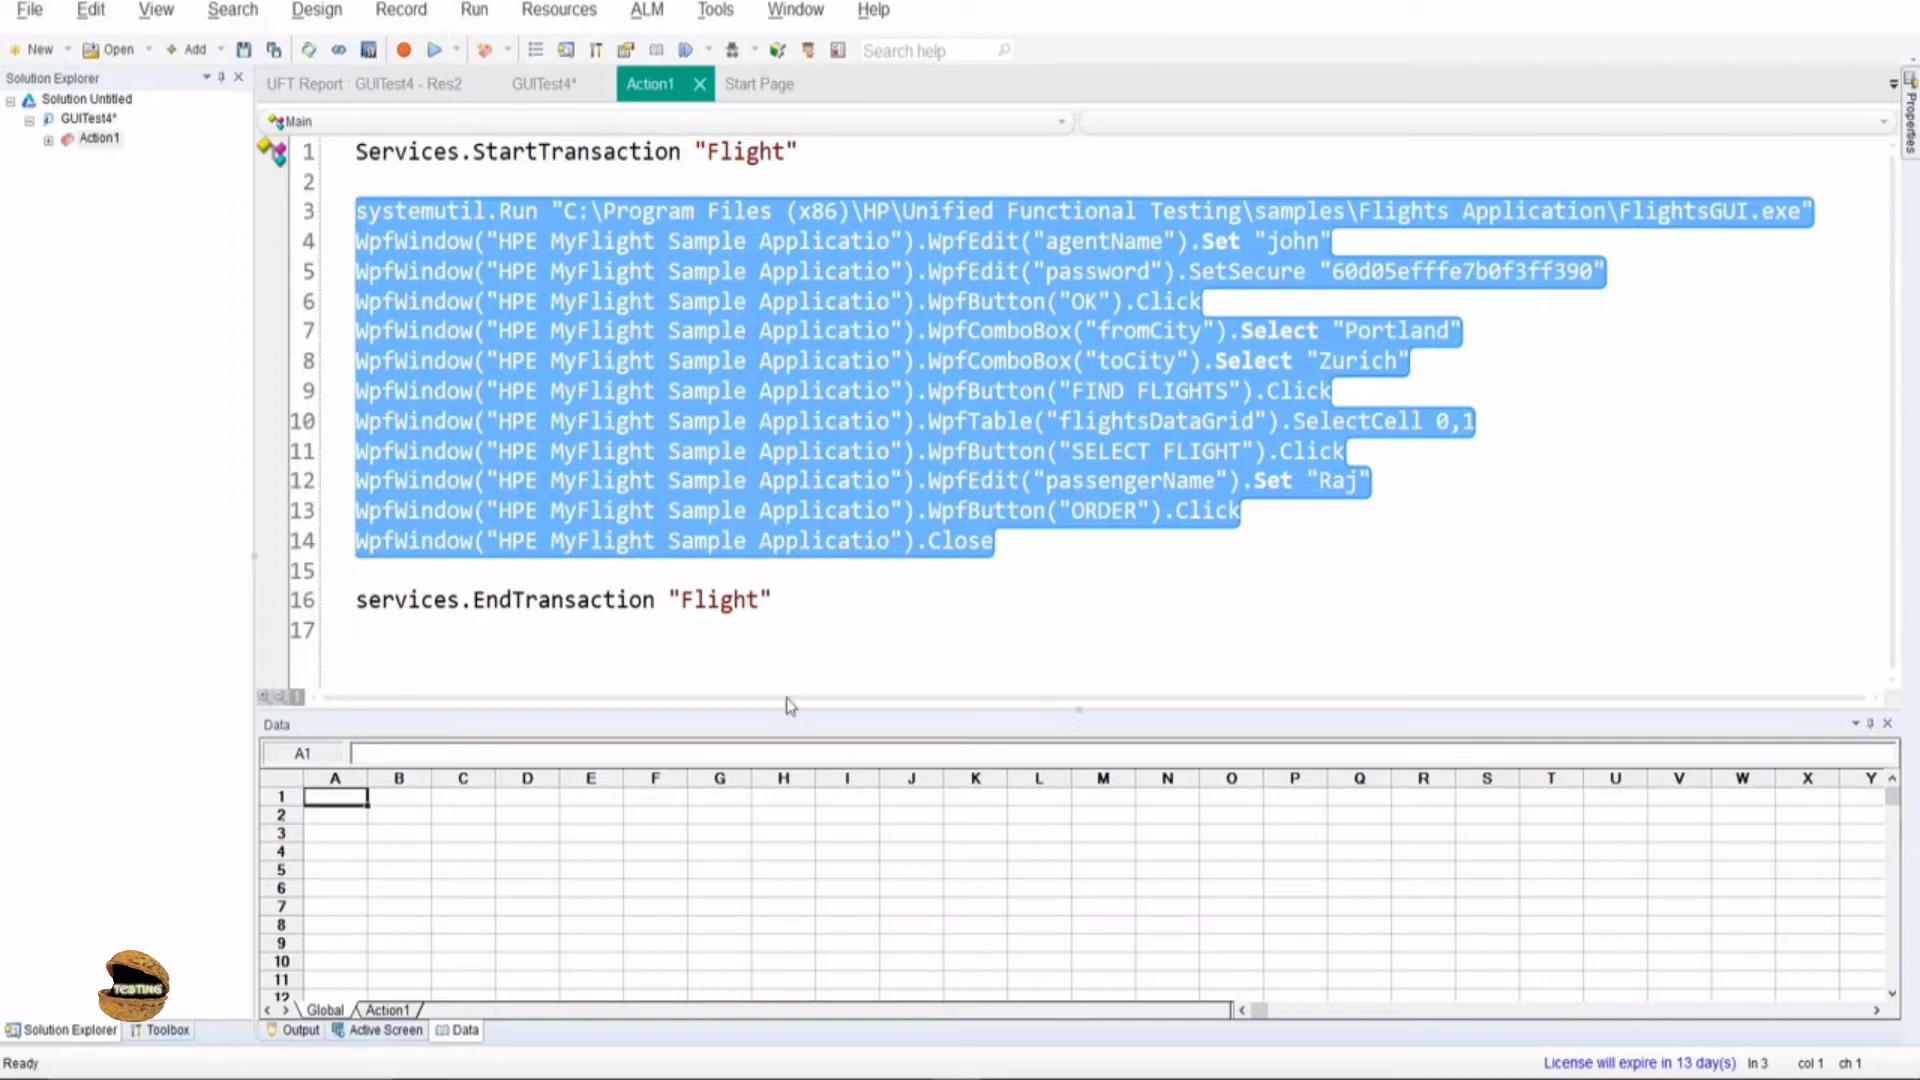 File Edit View Search Design Record Run Resources ALM Tools Window Help
New Open Add Search help
Solution Explorer
UFT Report : GUITest4 - Res2 GUITest4* Action1 Start Page
Solution Untitled
GUITest4*
Action1
Properties
Main
1 Services.StartTransaction "Flight"
2
3 systemutil.Run "C:\Program Files (x86)\HP\Unified Functional Testing\samples\Flights Application\FlightsGUI.exe"
4 WpfWindow("HPE MyFlight Sample Applicatio").WpfEdit("agentName").Set "john"
5 WpfWindow("HPE MyFlight Sample Applicatio").WpfEdit("password").SetSecure "60d05efffe7b0f3ff390"
6 WpfWindow("HPE MyFlight Sample Applicatio").WpfButton("OK").Click
7 WpfWindow("HPE MyFlight Sample Applicatio").WpfComboBox("fromCity").Select "Portland"
8 WpfWindow("HPE MyFlight Sample Applicatio").WpfComboBox("toCity").Select "Zurich"
9 WpfWindow("HPE MyFlight Sample Applicatio").WpfButton("FIND FLIGHTS").Click
10 WpfWindow("HPE MyFlight Sample Applicatio").WpfTable("flightsDataGrid").SelectCell 0,1
11 WpfWindow("HPE MyFlight Sample Applicatio").WpfButton("SELECT FLIGHT").Click
12 WpfWindow("HPE MyFlight Sample Applicatio").WpfEdit("passengerName").Set "Raj"
13 WpfWindow("HPE MyFlight Sample Applicatio").WpfButton("ORDER").Click
14 WpfWindow("HPE MyFlight Sample Applicatio").Close
15
16 services.EndTransaction "Flight"
17
1
Data
A1
A B C D E F G H I J K L M N O P Q R S T U V W X Y
1
2
3
4
5
6
7
8
9
10
11
12
TESTING
Global Action1
Solution Explorer Toolbox Output Active Screen Data
Ready License will expire in 13 day(s) ln 3 col 1 ch 1